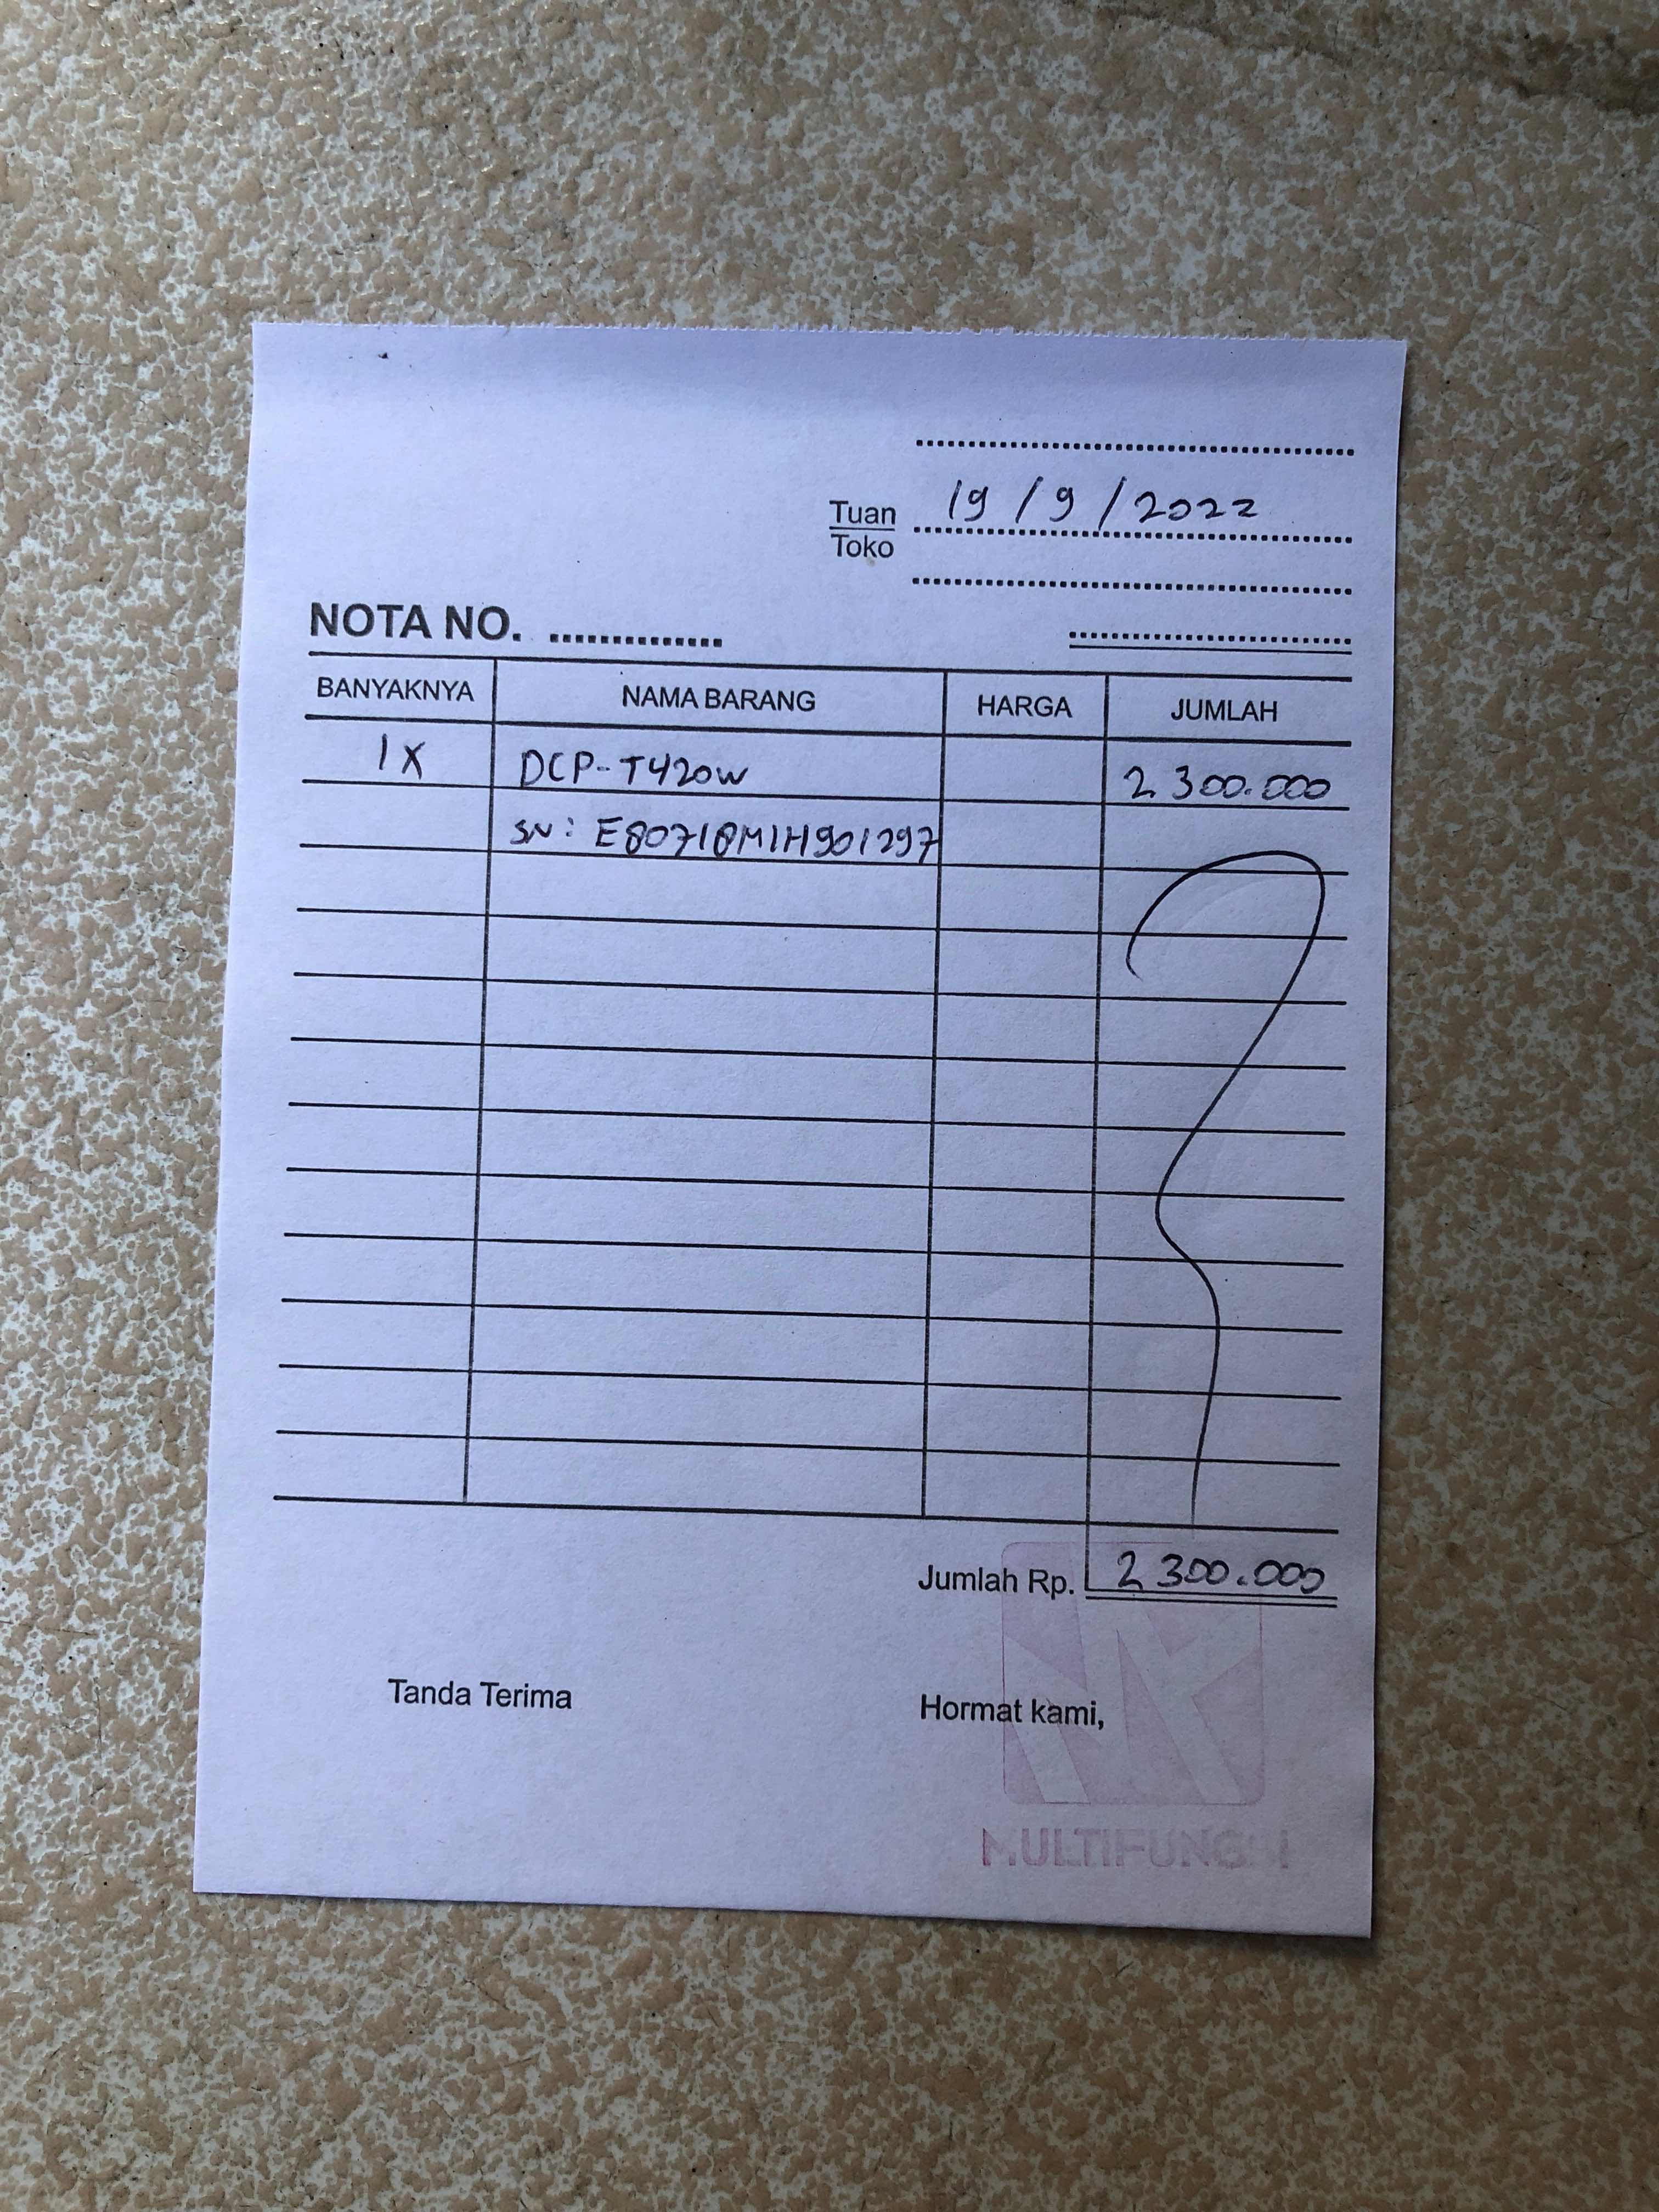 19/9/2022
Tuan
Toko
NOTA NO.
BANYAKNYA NAMA BARANG HARGA JUMLAH
1X DCP-T420W 2.300.000
SN: E80718M1H901297
Jumlah Rp. 2.300.000
Tanda Terima Hormat kami,
MULTIFUNGSI